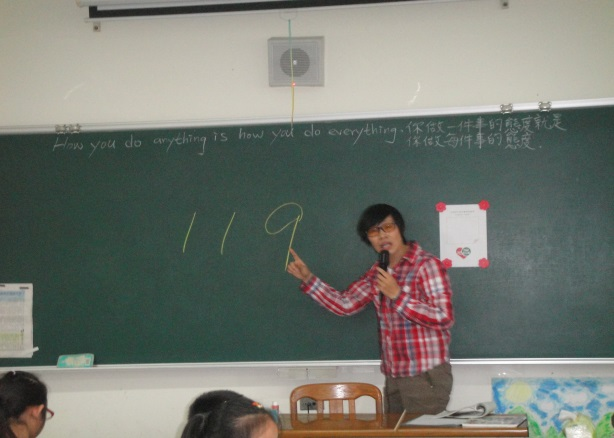 How you do anything is how you do everything. 你做一件事的態度就是
你做每件事的態度.
119